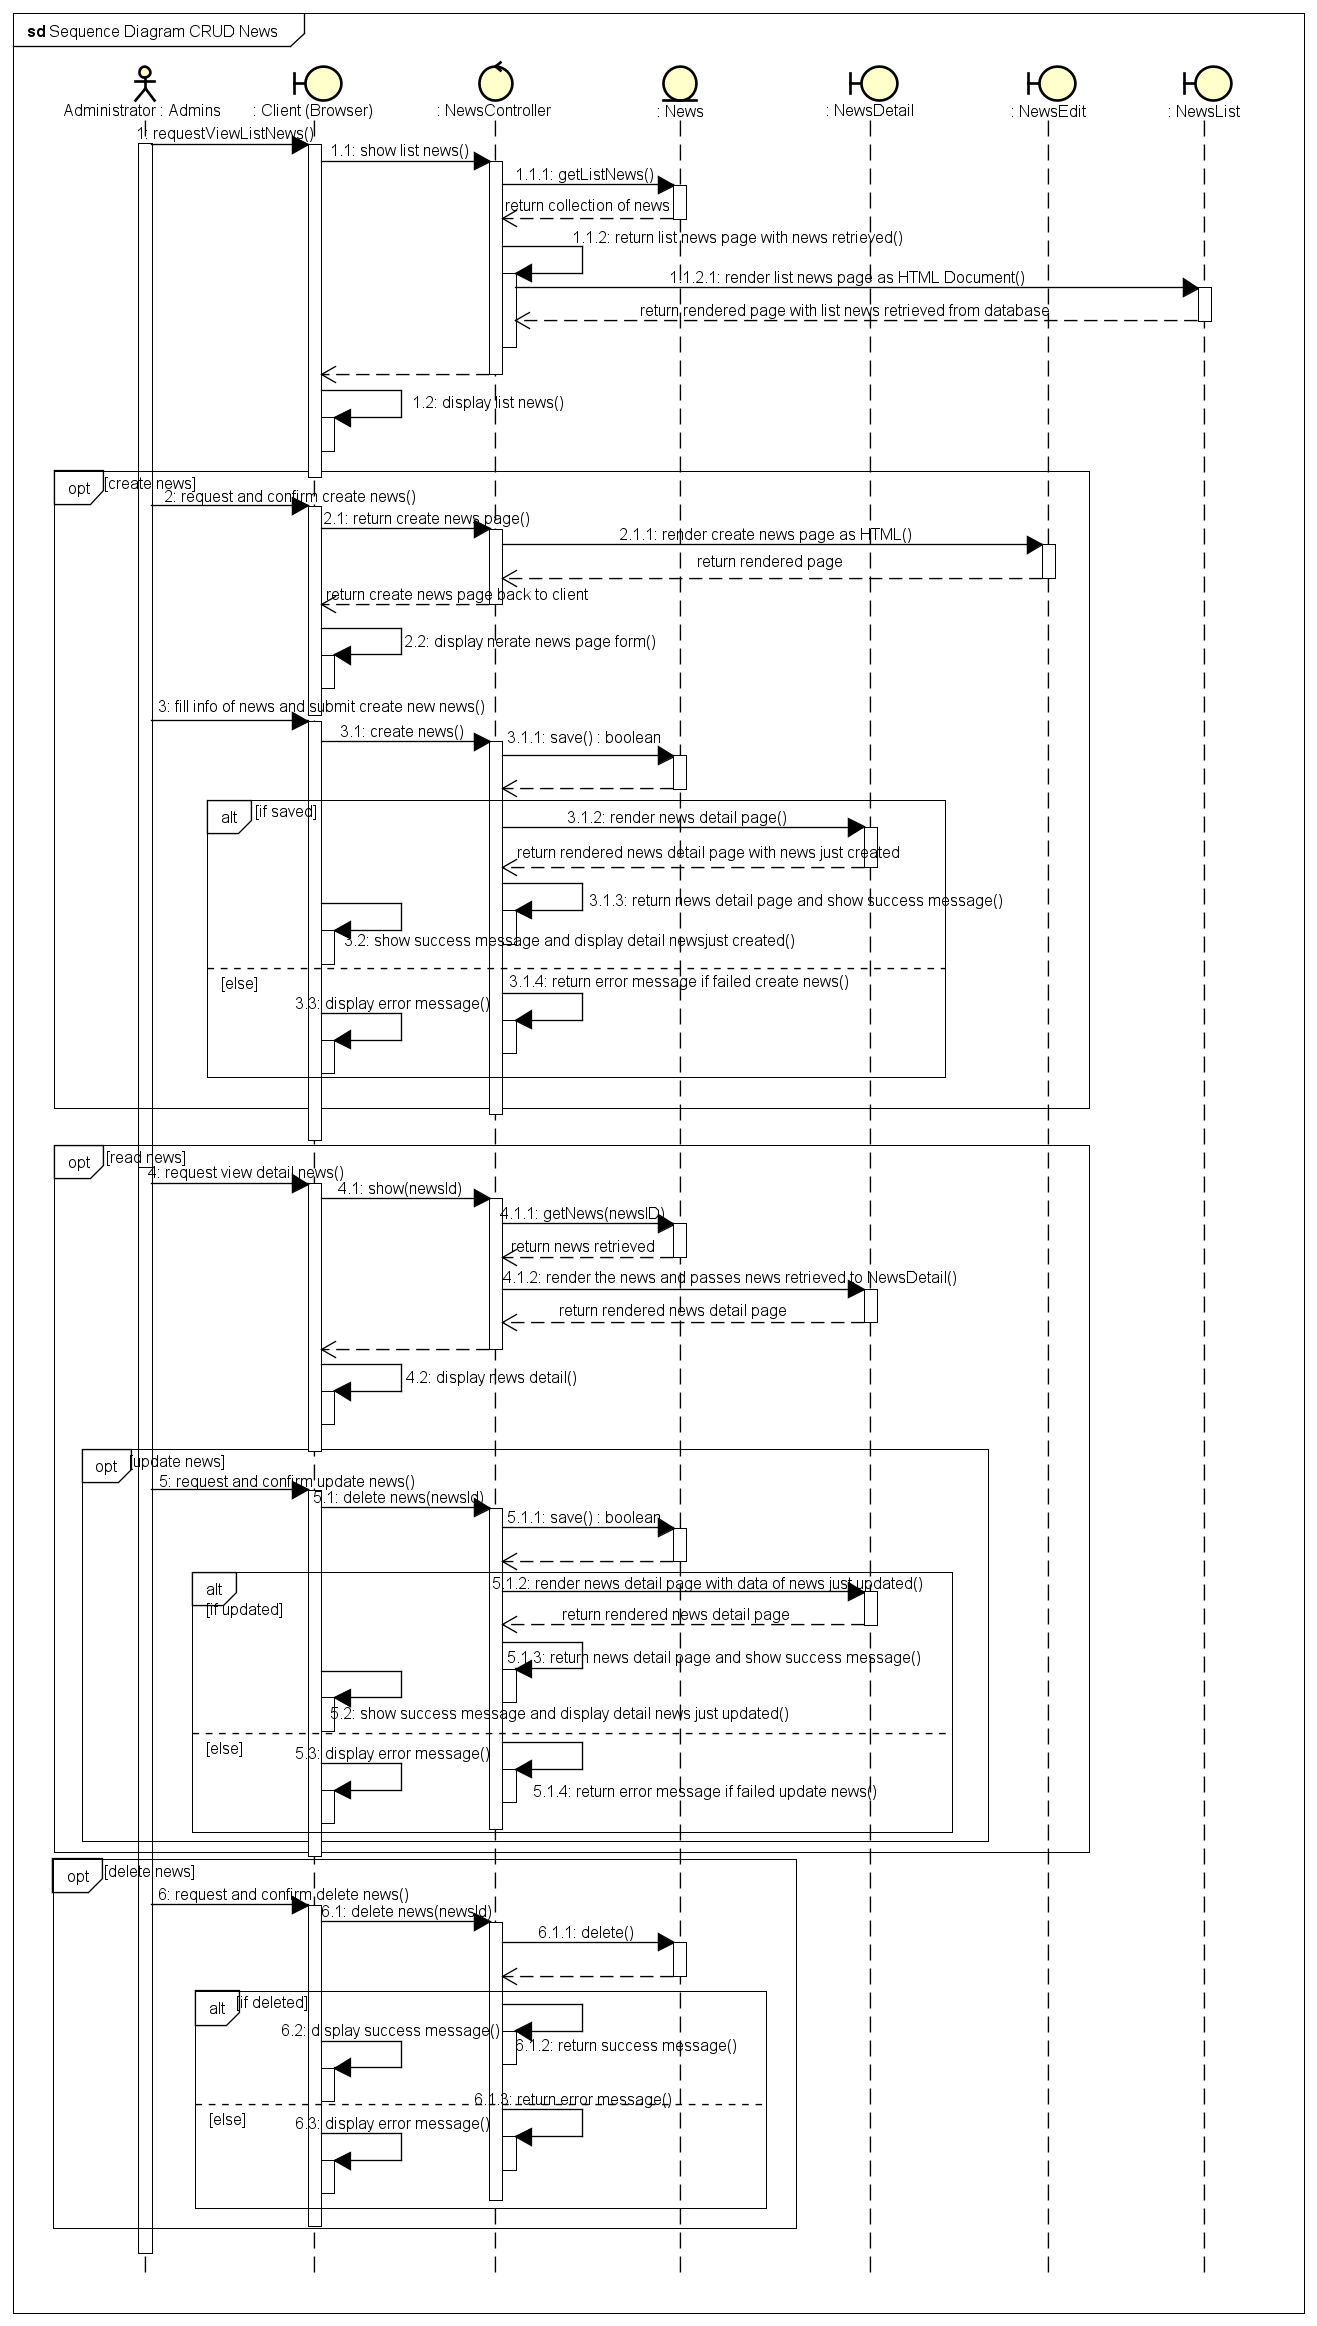 sd Sequence Diagram CRUD News
Administrator : Admins
: Client (Browser)
: NewsController
: News
: NewsDetail
: NewsEdit
: NewsList
1: requestViewListNews()
1.1: show list news()
1.1.1: getListNews()
return collection of news
1.1.2: return list news page with news retrieved()
1.1.2.1: render list news page as HTML Document()
return rendered page with list news retrieved from database
1.2: display list news()
opt
[create news]
2: request and confirm create news()
2.1: return create news page()
2.1.1: render create news page as HTML()
return rendered page
return create news page back to client
2.2: display nerate news page form()
3: fill info of news and submit create new news()
3.1: create news()
3.1.1: save() : boolean
alt
[if saved]
3.1.2: render news detail page()
return rendered news detail page with news just created
3.1.3: return news detail page and show success message()
3.2: show success message and display detail newsjust created()
[else]
3.1.4: return error message if failed create news()
3.3: display error message()
opt
[read news]
4: request view detail news()
4.1: show(newsId)
4.1.1: getNews(newsID)
return news retrieved
4.1.2: render the news and passes news retrieved to NewsDetail()
return rendered news detail page
4.2: display news detail()
opt
[update news]
5: request and confirm update news()
5.1: delete news(newsId)
5.1.1: save() : boolean
alt
[if updated]
5.1.2: render news detail page with data of news just updated()
return rendered news detail page
5.1.3: return news detail page and show success message()
5.2: show success message and display detail news just updated()
[else]
5.3: display error message()
5.1.4: return error message if failed update news()
opt
[delete news]
6: request and confirm delete news()
6.1: delete news(newsId)
6.1.1: delete()
alt
[if deleted]
6.2: display success message()
6.1.2: return success message()
6.1.3: return error message()
[else]
6.3: display error message()